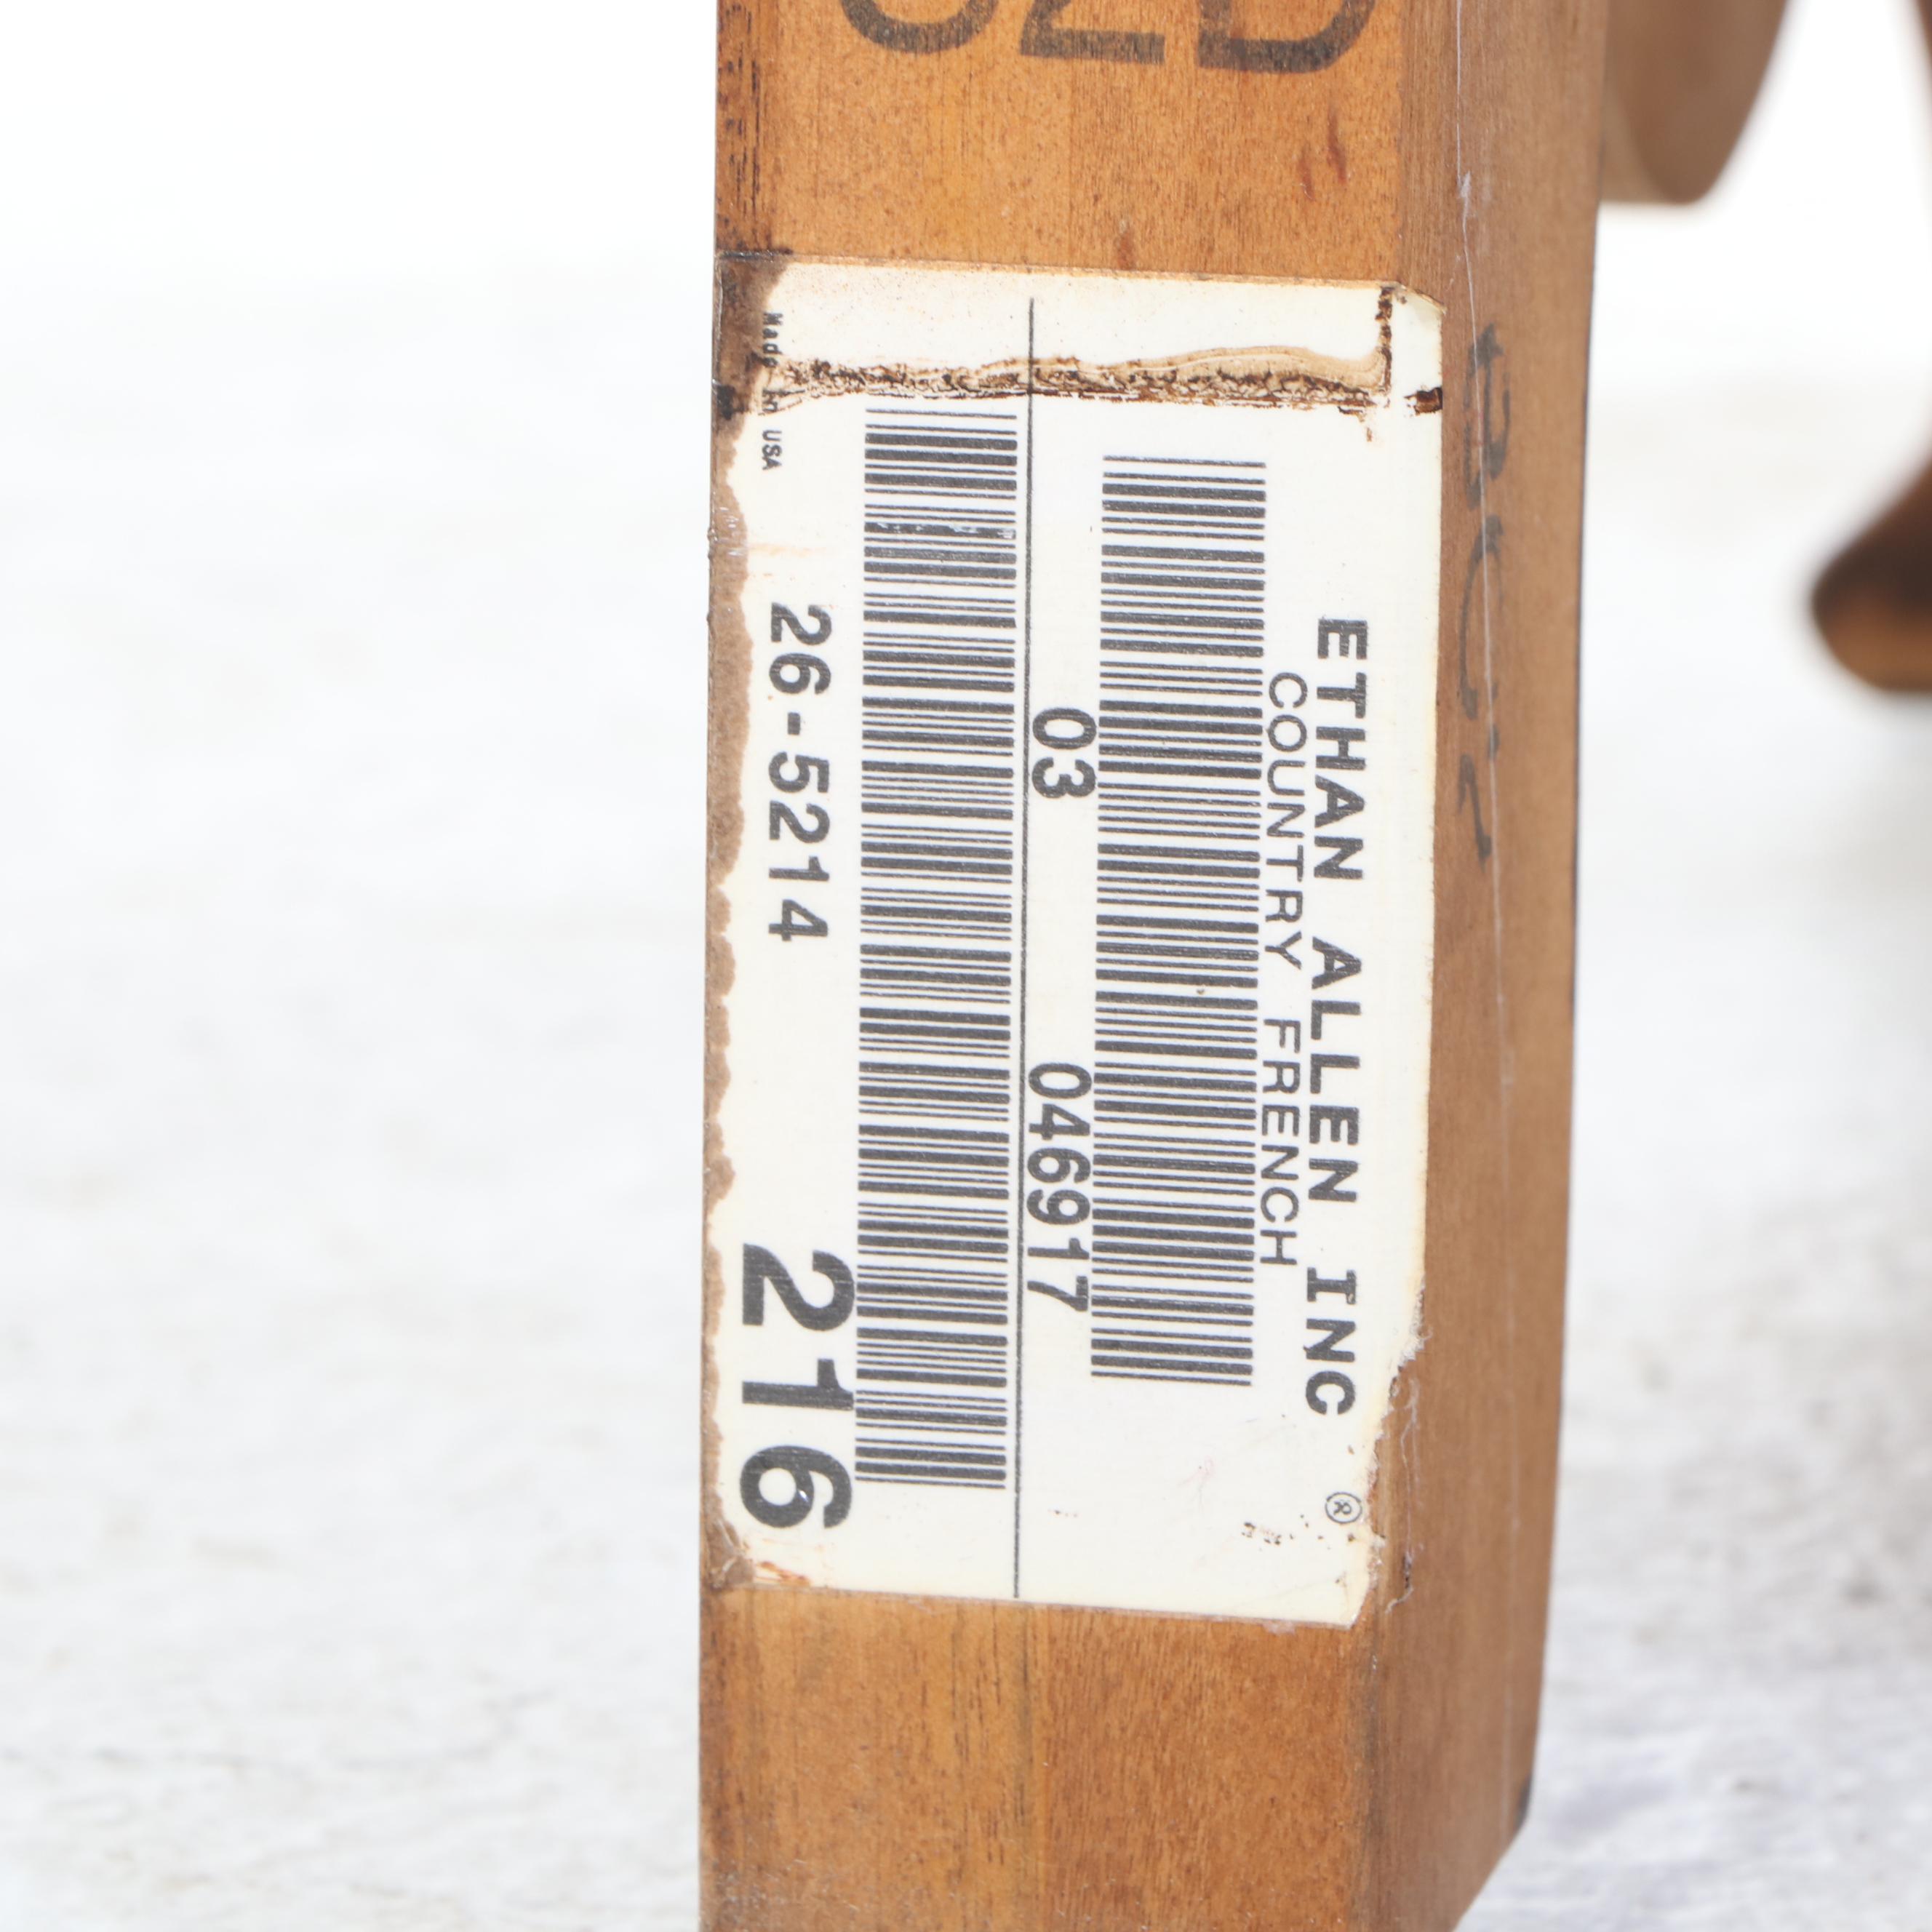 ETHAN ALLEN INC ®
COUNTRY FRENCH
03 046917
26-5214 216
Made in USA